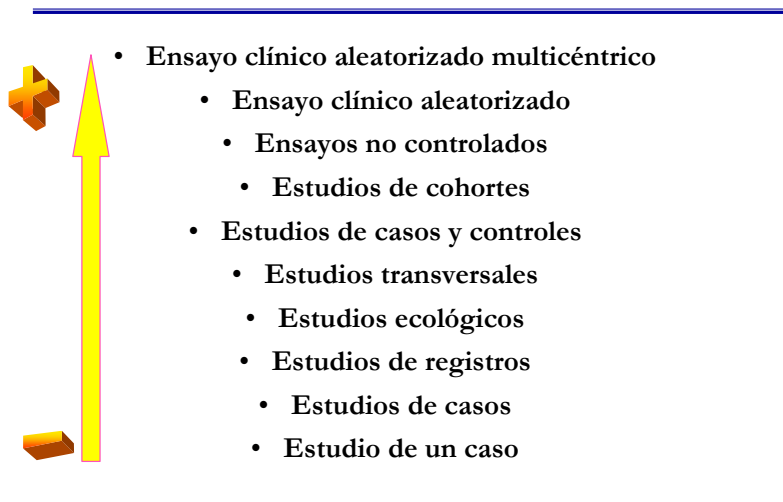 • Ensayo clínico aleatorizado multicéntrico
• Ensayo clínico aleatorizado
• Ensayos no controlados
• Estudios de cohortes
• Estudios de casos y controles
• Estudios transversales
• Estudios ecológicos
• Estudios de registros
• Estudios de casos
• Estudio de un caso